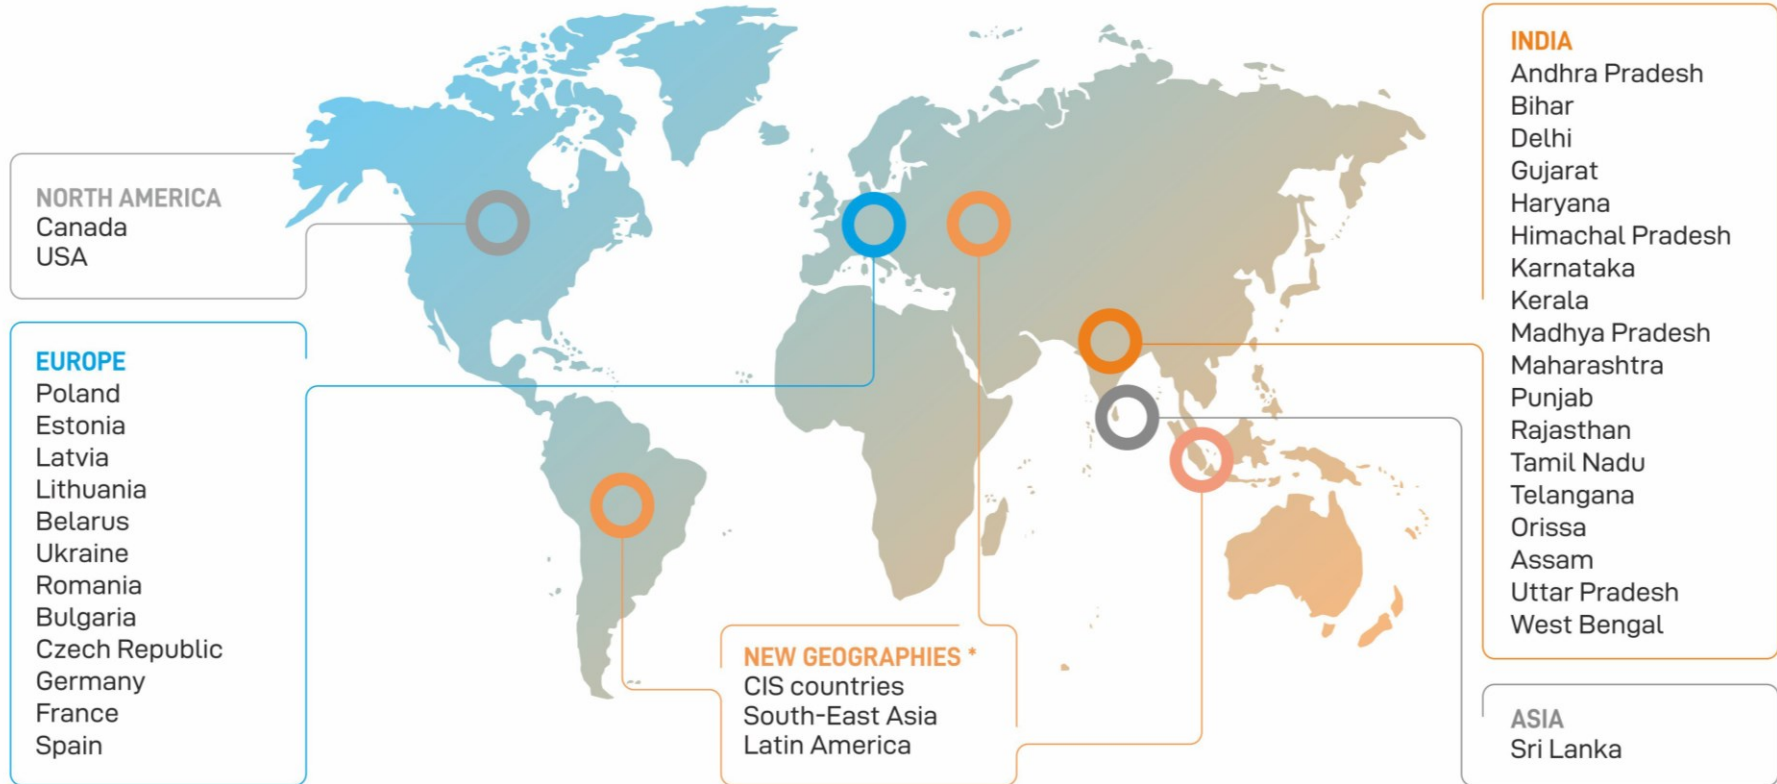 NORTH AMERICA
Canada
USA
EUROPE
Poland
Estonia
Latvia
Lithuania
Belarus
Ukraine
Romania
Bulgaria
Czech Republic
Germany
France
Spain
NEW GEOGRAPHIES *
CIS countries
South-East Asia
Latin America
INDIA
Andhra Pradesh
Bihar
Delhi
Gujarat
Haryana
Himachal Pradesh
Karnataka
Kerala
Madhya Pradesh
Maharashtra
Punjab
Rajasthan
Tamil Nadu
Telangana
Orissa
Assam
Uttar Pradesh
West Bengal
ASIA
Sri Lanka